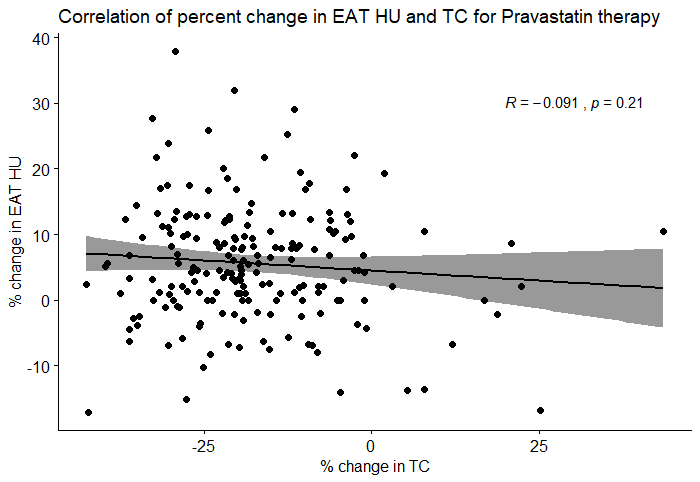 Correlation of percent change in EAT HU and TC for Pravastatin therapy
R = −0.091 , p = 0.21
% change in EAT HU
40
30
20
10
0
-10
-25
0
25
% change in TC